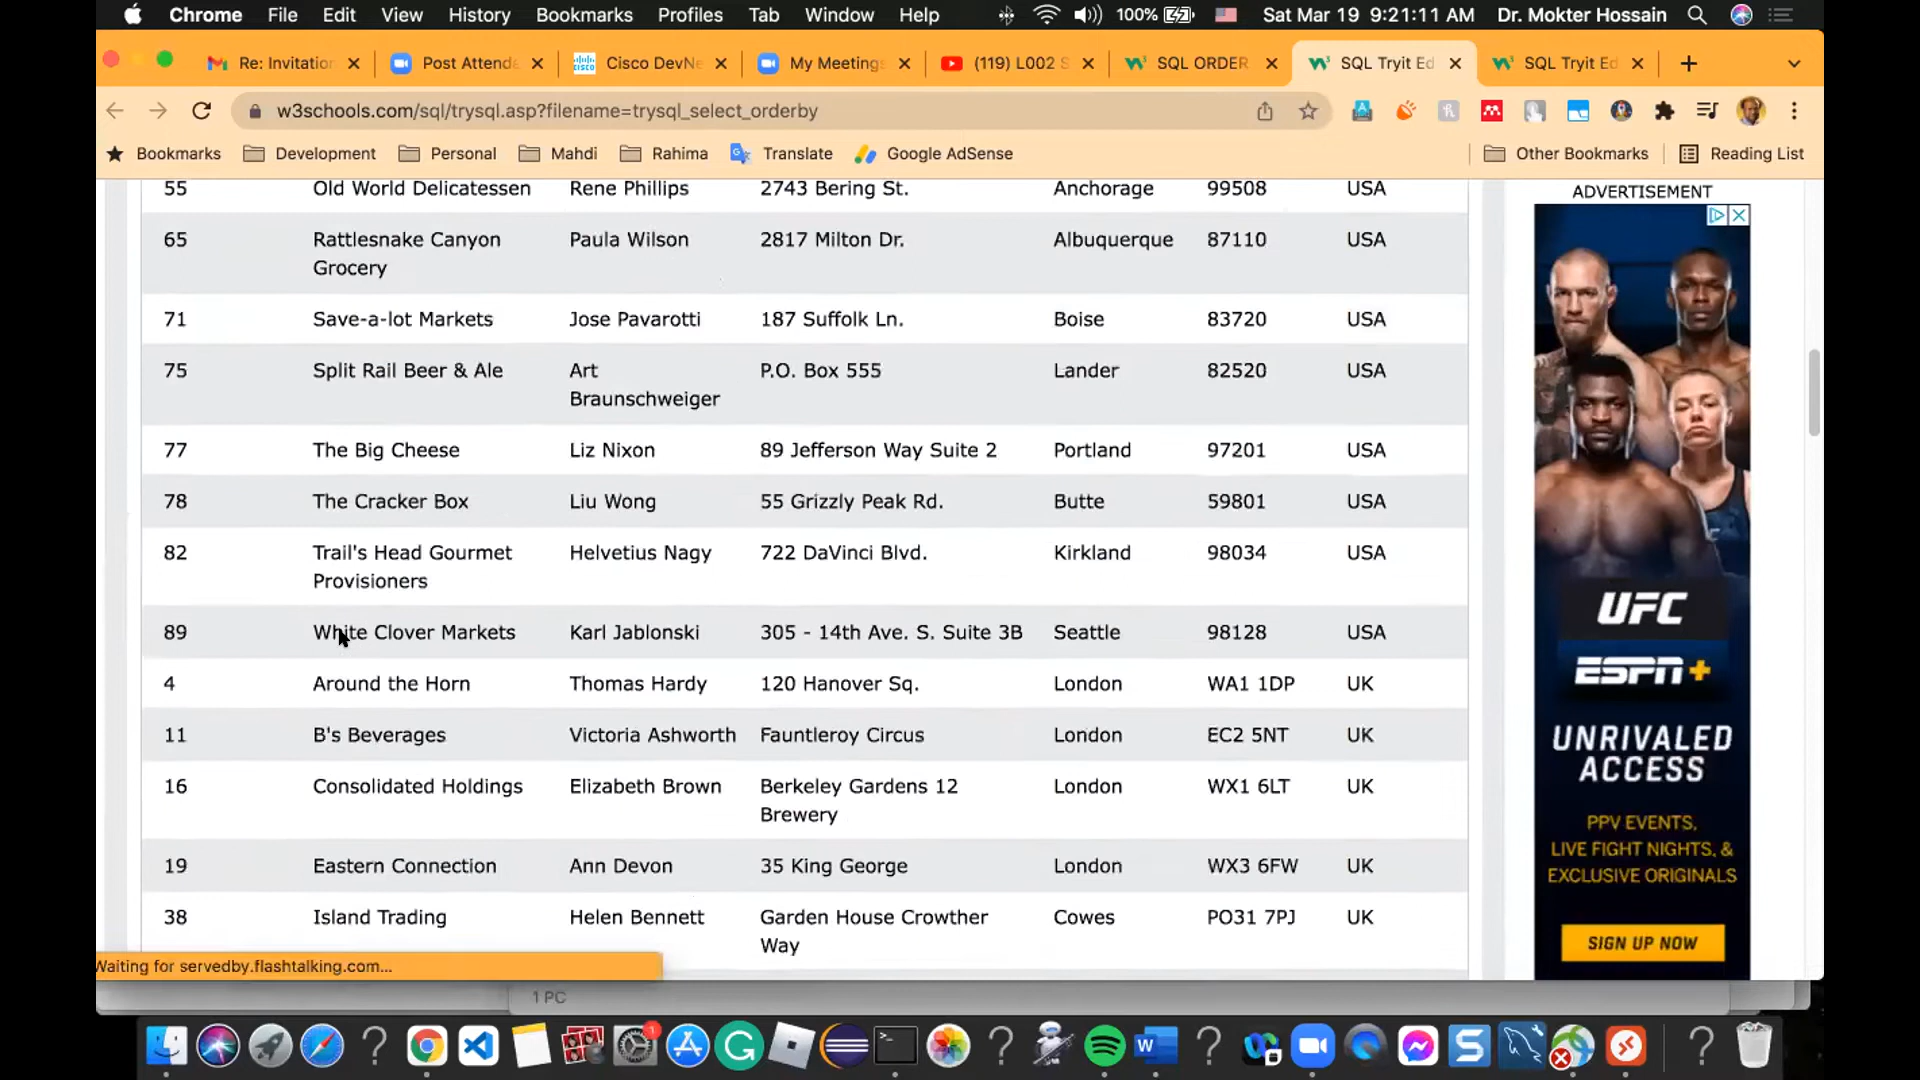 Chrome File Edit View History Bookmarks Profiles Tab Window Help 100% Sat Mar 19 9:21:11 AM Dr. Mokter Hossain
Re: Invitation Post Attende Cisco DevNe My Meetings (119) L002 S SQL ORDER SQL Tryit Ed SQL Tryit Ed
w3schools.com/sql/trysql.asp?filename=trysql_select_orderby
Bookmarks Development Personal Mahdi Rahima Translate Google AdSense Other Bookmarks Reading List
55 Old World Delicatessen Rene Phillips 2743 Bering St. Anchorage 99508 USA
65 Rattlesnake Canyon Paula Wilson 2817 Milton Dr. Albuquerque 87110 USA
Grocery
71 Save-a-lot Markets Jose Pavarotti 187 Suffolk Ln. Boise 83720 USA
75 Split Rail Beer & Ale Art P.O. Box 555 Lander 82520 USA
Braunschweiger
77 The Big Cheese Liz Nixon 89 Jefferson Way Suite 2 Portland 97201 USA
78 The Cracker Box Liu Wong 55 Grizzly Peak Rd. Butte 59801 USA
82 Trail's Head Gourmet Helvetius Nagy 722 DaVinci Blvd. Kirkland 98034 USA
Provisioners
89 White Clover Markets Karl Jablonski 305 - 14th Ave. S. Suite 3B Seattle 98128 USA
4 Around the Horn Thomas Hardy 120 Hanover Sq. London WA1 1DP UK
11 B's Beverages Victoria Ashworth Fauntleroy Circus London EC2 5NT UK
16 Consolidated Holdings Elizabeth Brown Berkeley Gardens 12 London WX1 6LT UK
Brewery
19 Eastern Connection Ann Devon 35 King George London WX3 6FW UK
38 Island Trading Helen Bennett Garden House Crowther Cowes PO31 7PJ UK
Way
ADVERTISEMENT
UFC
ESPN+
UNRIVALED
ACCESS
PPV EVENTS,
LIVE FIGHT NIGHTS, &
EXCLUSIVE ORIGINALS
SIGN UP NOW
Waiting for servedby.flashtalking.com...
1 PC